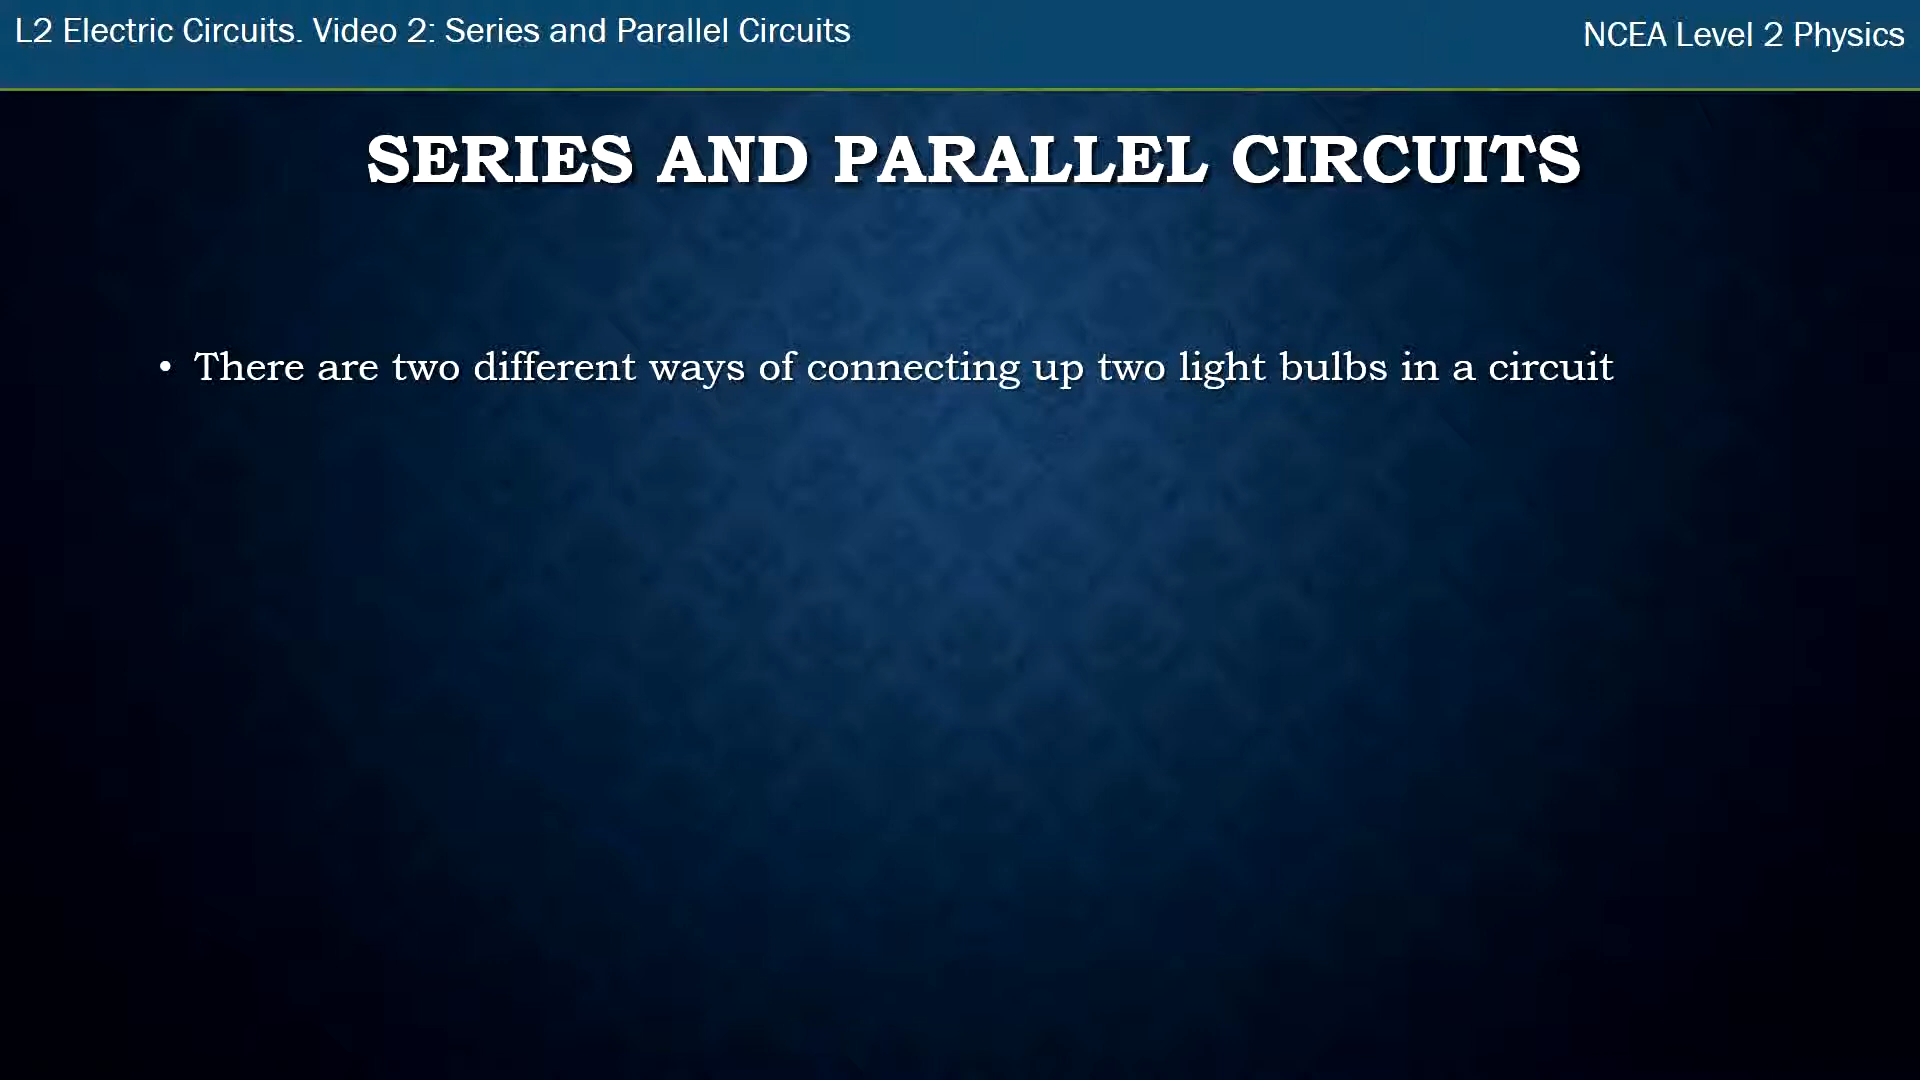 L2 Electric Circuits. Video 2: Series and Parallel Circuits
NCEA Level 2 Physics
SERIES AND PARALLEL CIRCUITS
• There are two different ways of connecting up two light bulbs in a circuit